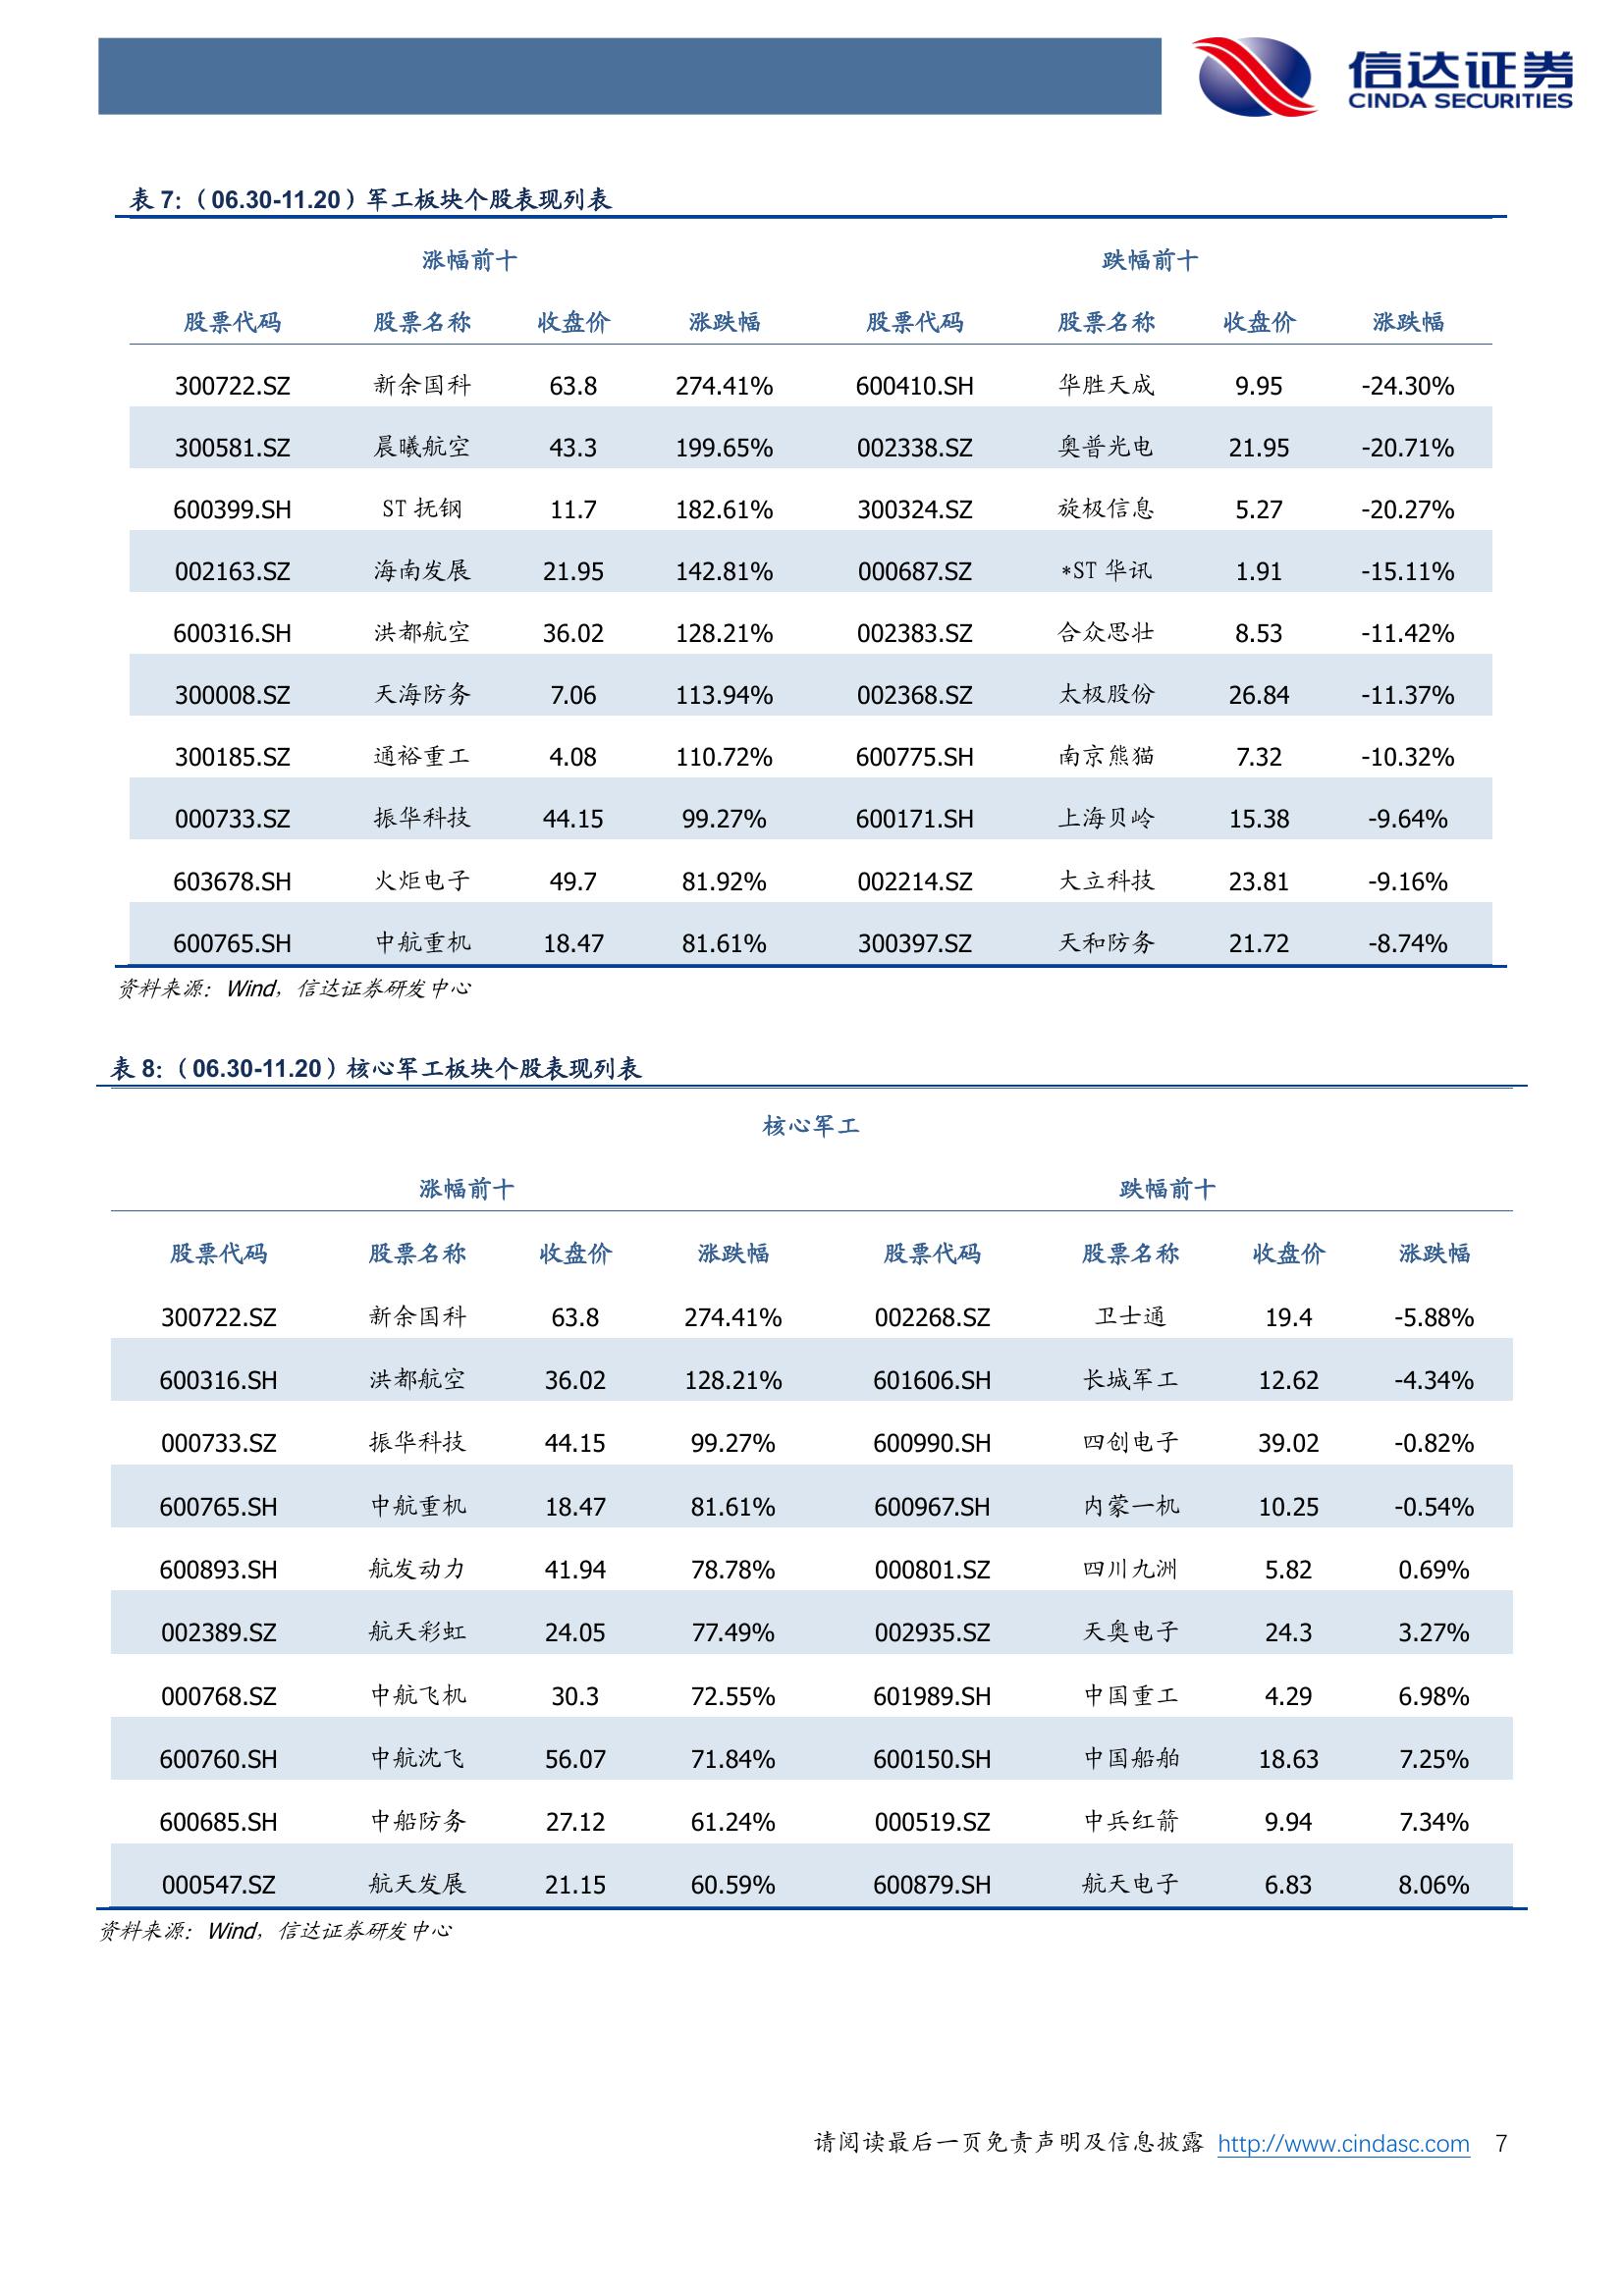 信达证券
CINDA SECURITIES
表 7:（06.30-11.20）军工板块个股表现列表
涨幅前十 跌幅前十
股票代码 股票名称 收盘价 涨跌幅 股票代码 股票名称 收盘价 涨跌幅
300722.SZ 新余国科 63.8 274.41% 600410.SH 华胜天成 9.95 -24.30%
300581.SZ 晨曦航空 43.3 199.65% 002338.SZ 奥普光电 21.95 -20.71%
600399.SH ST 抚钢 11.7 182.61% 300324.SZ 旋极信息 5.27 -20.27%
002163.SZ 海南发展 21.95 142.81% 000687.SZ *ST 华讯 1.91 -15.11%
600316.SH 洪都航空 36.02 128.21% 002383.SZ 合众思壮 8.53 -11.42%
300008.SZ 天海防务 7.06 113.94% 002368.SZ 太极股份 26.84 -11.37%
300185.SZ 通裕重工 4.08 110.72% 600775.SH 南京熊猫 7.32 -10.32%
000733.SZ 振华科技 44.15 99.27% 600171.SH 上海贝岭 15.38 -9.64%
603678.SH 火炬电子 49.7 81.92% 002214.SZ 大立科技 23.81 -9.16%
600765.SH 中航重机 18.47 81.61% 300397.SZ 天和防务 21.72 -8.74%
资料来源：Wind，信达证券研发中心
表 8:（06.30-11.20）核心军工板块个股表现列表
核心军工
涨幅前十 跌幅前十
股票代码 股票名称 收盘价 涨跌幅 股票代码 股票名称 收盘价 涨跌幅
300722.SZ 新余国科 63.8 274.41% 002268.SZ 卫士通 19.4 -5.88%
600316.SH 洪都航空 36.02 128.21% 601606.SH 长城军工 12.62 -4.34%
000733.SZ 振华科技 44.15 99.27% 600990.SH 四创电子 39.02 -0.82%
600765.SH 中航重机 18.47 81.61% 600967.SH 内蒙一机 10.25 -0.54%
600893.SH 航发动力 41.94 78.78% 000801.SZ 四川九洲 5.82 0.69%
002389.SZ 航天彩虹 24.05 77.49% 002935.SZ 天奥电子 24.3 3.27%
000768.SZ 中航飞机 30.3 72.55% 601989.SH 中国重工 4.29 6.98%
600760.SH 中航沈飞 56.07 71.84% 600150.SH 中国船舶 18.63 7.25%
600685.SH 中船防务 27.12 61.24% 000519.SZ 中兵红箭 9.94 7.34%
000547.SZ 航天发展 21.15 60.59% 600879.SH 航天电子 6.83 8.06%
资料来源：Wind，信达证券研发中心
请阅读最后一页免责声明及信息披露 http://www.cindasc.com 7